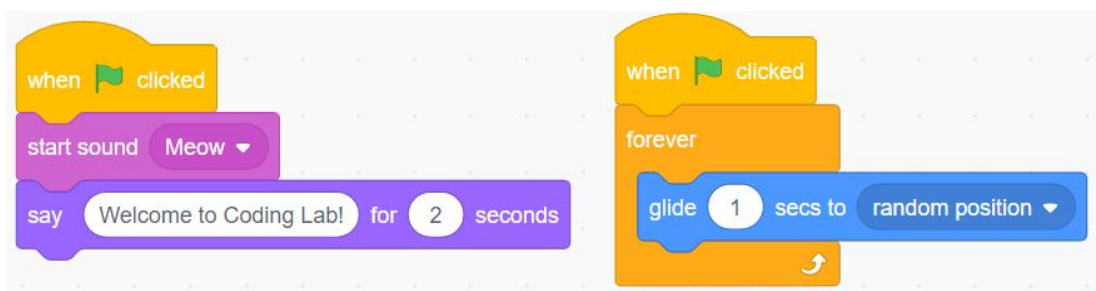 when clicked
start sound Meow
say Welcome to Coding Lab! for 2 seconds
when clicked
forever
glide 1 secs to random position